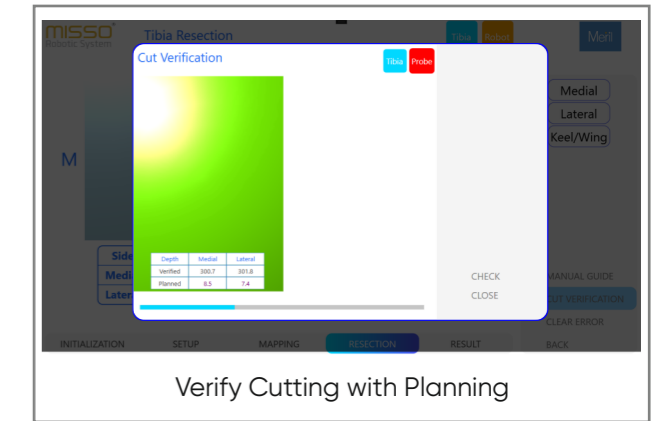 MISSO
Robotic System
Tibia Resection
Tibia Robot
Meril
Cut Verification
Tibia Probe
Medial
Lateral
Keel/Wing
M
Depth Medial Lateral
Verified 300.7 301.8
Planned 8.5 7.4
Side
Medi
Later
CHECK
CLOSE
MANUAL GUIDE
CUT VERIFICATION
CLEAR ERROR
BACK
INITIALIZATION SETUP MAPPING RESECTION RESULT
Verify Cutting with Planning